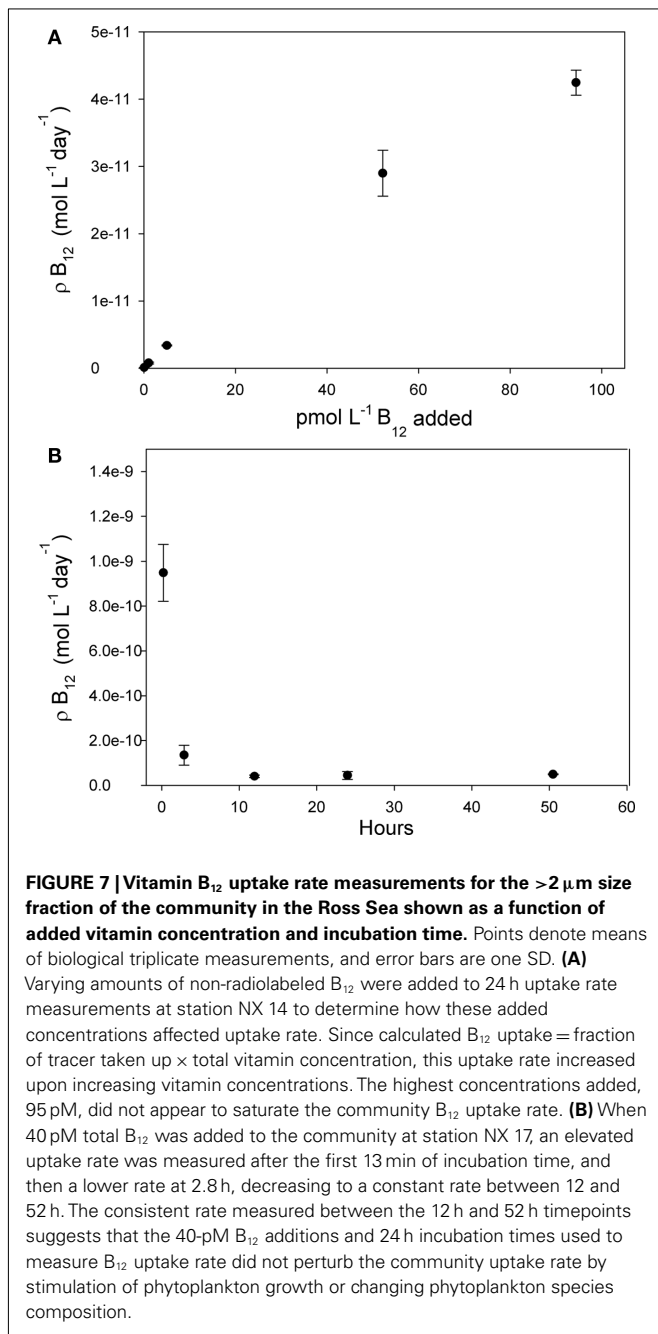 A
5e-11
4e-11
3e-11
2e-11
1e-11
0
ρ B₁₂ (mol L⁻¹ day⁻¹)
0 20 40 60 80 100
pmol L⁻¹ B₁₂ added
B
1.4e-9
1.2e-9
1.0e-9
8.0e-10
6.0e-10
4.0e-10
2.0e-10
0.0
ρ B₁₂ (mol L⁻¹ day⁻¹)
0 10 20 30 40 50 60
Hours
FIGURE 7 | Vitamin B₁₂ uptake rate measurements for the >2 μm size
fraction of the community in the Ross Sea shown as a function of
added vitamin concentration and incubation time. Points denote means
of biological triplicate measurements, and error bars are one SD. (A)
Varying amounts of non-radiolabeled B₁₂ were added to 24 h uptake rate
measurements at station NX 14 to determine how these added
concentrations affected uptake rate. Since calculated B₁₂ uptake = fraction
of tracer taken up × total vitamin concentration, this uptake rate increased
upon increasing vitamin concentrations. The highest concentrations added,
95 pM, did not appear to saturate the community B₁₂ uptake rate. (B) When
40 pM total B₁₂ was added to the community at station NX 17, an elevated
uptake rate was measured after the first 13 min of incubation time, and
then a lower rate at 2.8 h, decreasing to a constant rate between 12 and
52 h. The consistent rate measured between the 12 h and 52 h timepoints
suggests that the 40-pM B₁₂ additions and 24 h incubation times used to
measure B₁₂ uptake rate did not perturb the community uptake rate by
stimulation of phytoplankton growth or changing phytoplankton species
composition.